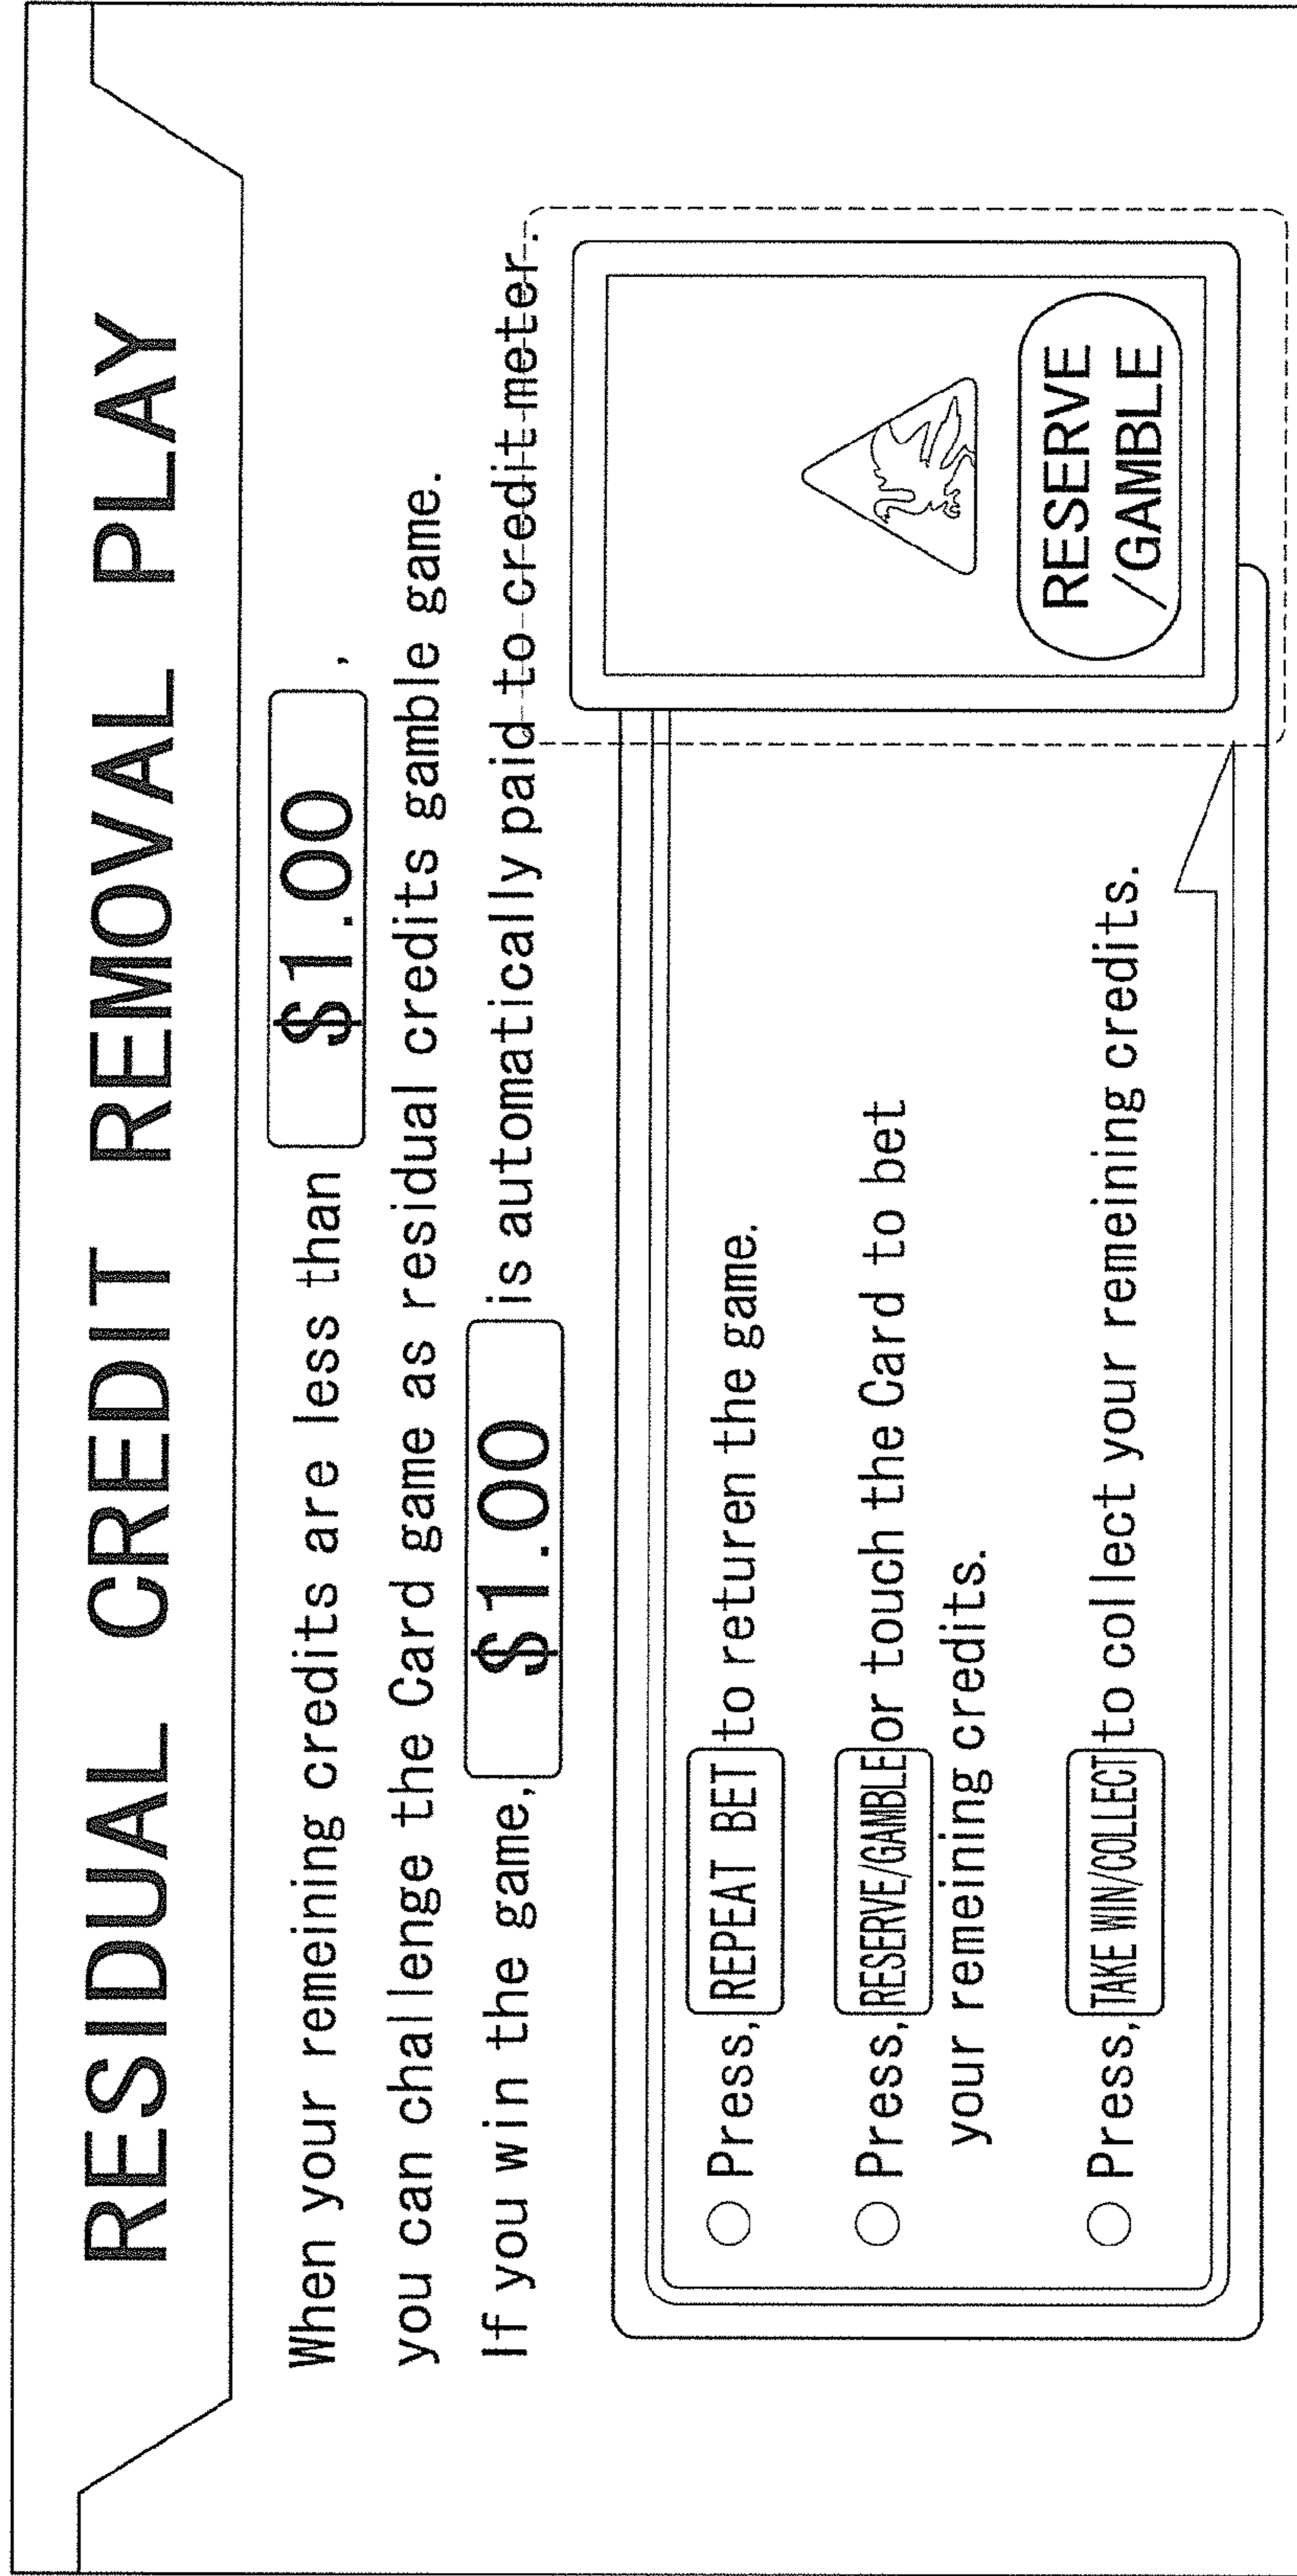 RESIDUAL CREDIT REMOVAL PLAY
When your remeining credits are less than $1.00 ,
you can challenge the Card game as residual credits gamble game.
If you win the game, $1.00 is automatically paid to credit meter.
Press, REPEAT BET to returen the game.
Press, RESERVE/GAMBLE or touch the Card to bet
your remeining credits.
Press, TAKE WIN/COLLECT to collect your remeining credits.
RESERVE
/GAMBLE